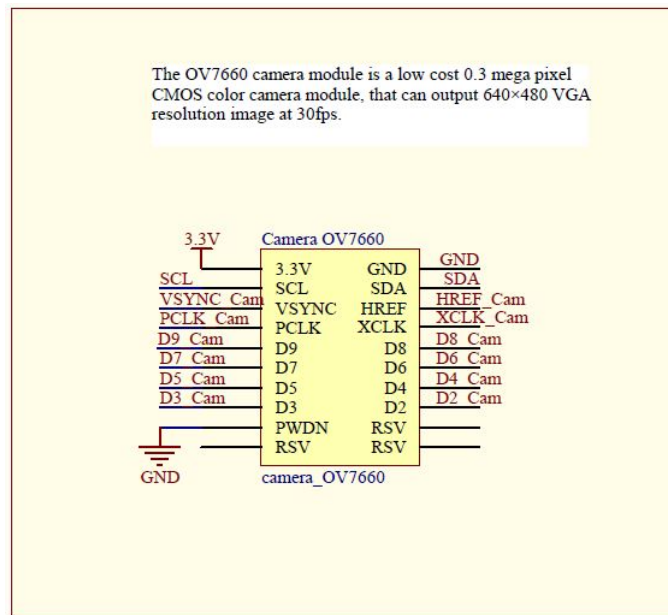 The OV7660 camera module is a low cost 0.3 mega pixel
CMOS color camera module, that can output 640×480 VGA
resolution image at 30fps.
3.3V Camera OV7660
3.3V GND GND
SCL SCL SDA SDA
VSYNC_Cam VSYNC HREF HREF_Cam
PCLK_Cam PCLK XCLK XCLK_Cam
D9_Cam D9 D8 D8_Cam
D7_Cam D7 D6 D6_Cam
D5_Cam D5 D4 D4_Cam
D3_Cam D3 D2 D2_Cam
PWDN RSV
RSV RSV
GND camera_OV7660